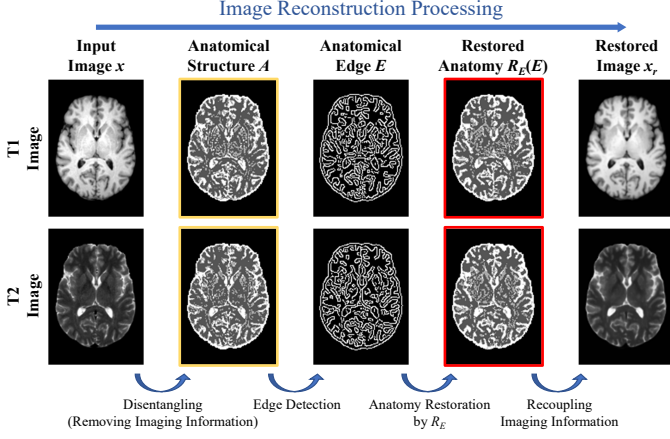 Image Reconstruction Processing
Input
Image x
Anatomical
Structure A
Anatomical
Edge E
Restored
Anatomy R_E(E)
Restored
Image x_r
T1
Image
T2
Image
Disentangling
(Removing Imaging Information)
Edge Detection
Anatomy Restoration
by R_E
Recoupling
Imaging Information